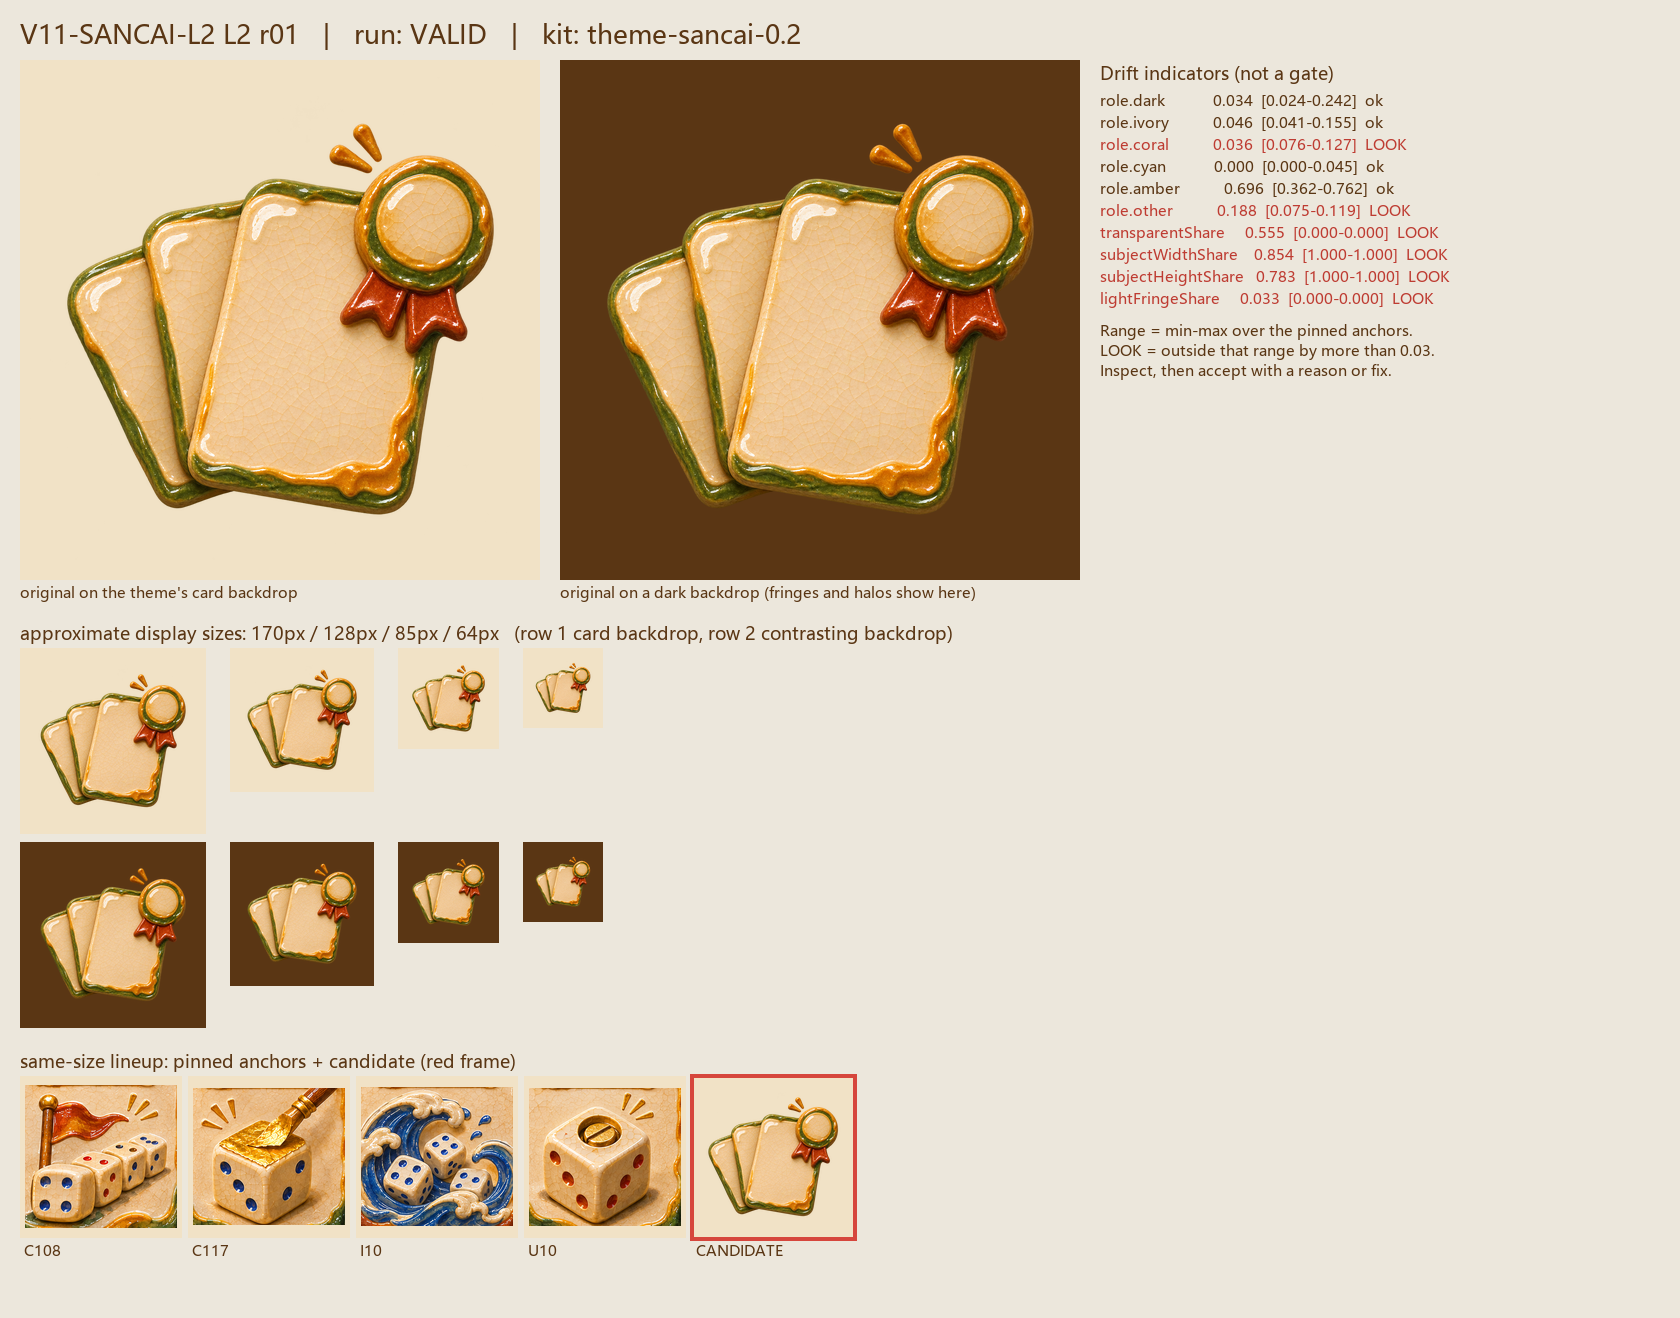 V11-SANCAI-L2 L2 r01 | run: VALID | kit: theme-sancai-0.2
Drift indicators (not a gate)
role.dark 0.034 [0.024-0.242] ok
role.ivory 0.046 [0.041-0.155] ok
role.coral 0.036 [0.076-0.127] LOOK
role.cyan 0.000 [0.000-0.045] ok
role.amber 0.696 [0.362-0.762] ok
role.other 0.188 [0.075-0.119] LOOK
transparentShare 0.555 [0.000-0.000] LOOK
subjectWidthShare 0.854 [1.000-1.000] LOOK
subjectHeightShare 0.783 [1.000-1.000] LOOK
lightFringeShare 0.033 [0.000-0.000] LOOK
Range = min-max over the pinned anchors.
LOOK = outside that range by more than 0.03.
Inspect, then accept with a reason or fix.
original on the theme's card backdrop
original on a dark backdrop (fringes and halos show here)
approximate display sizes: 170px / 128px / 85px / 64px (row 1 card backdrop, row 2 contrasting backdrop)
same-size lineup: pinned anchors + candidate (red frame)
C108
C117
I10
U10
CANDIDATE